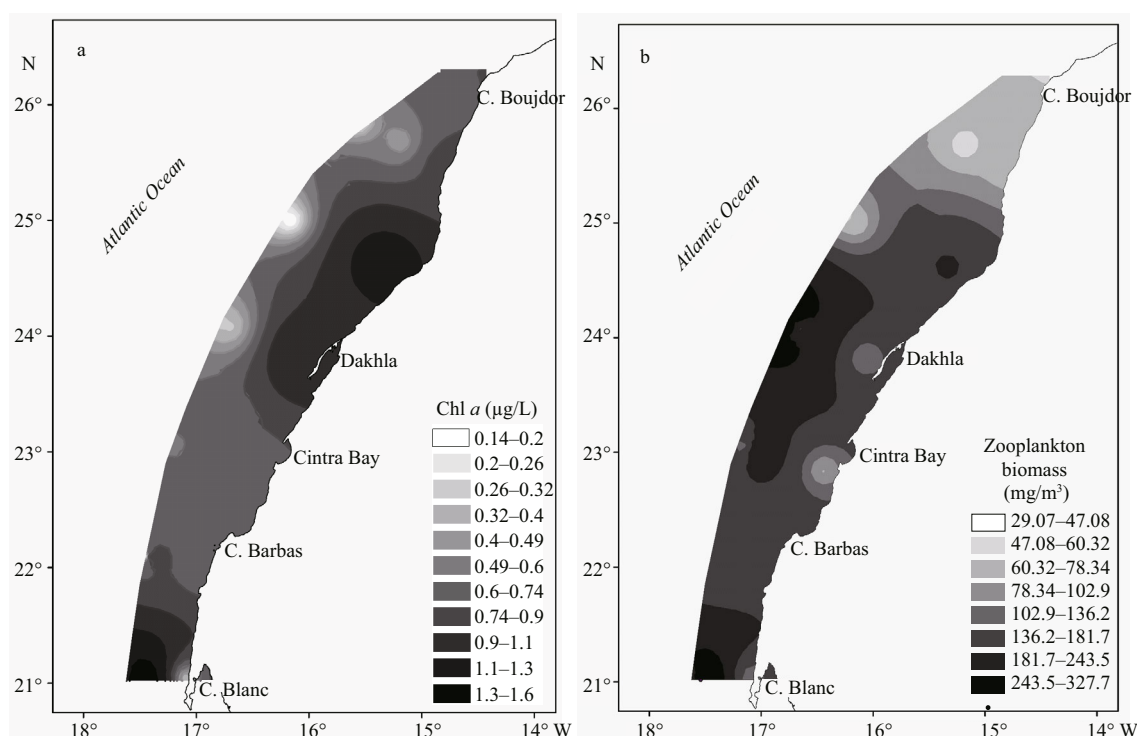 a
N
26°
25°
24°
23°
22°
21°
18°
17°
16°
15°
14° W
Atlantic Ocean
C. Boujdor
Dakhla
Cintra Bay
C. Barbas
C. Blanc
Chl a (µg/L)
0.14–0.2
0.2–0.26
0.26–0.32
0.32–0.4
0.4–0.49
0.49–0.6
0.6–0.74
0.74–0.9
0.9–1.1
1.1–1.3
1.3–1.6
b
N
26°
25°
24°
23°
22°
21°
18°
17°
16°
15°
14° W
Atlantic Ocean
C. Boujdor
Dakhla
Cintra Bay
C. Barbas
C. Blanc
Zooplankton
biomass
(mg/m³)
29.07–47.08
47.08–60.32
60.32–78.34
78.34–102.9
102.9–136.2
136.2–181.7
181.7–243.5
243.5–327.7